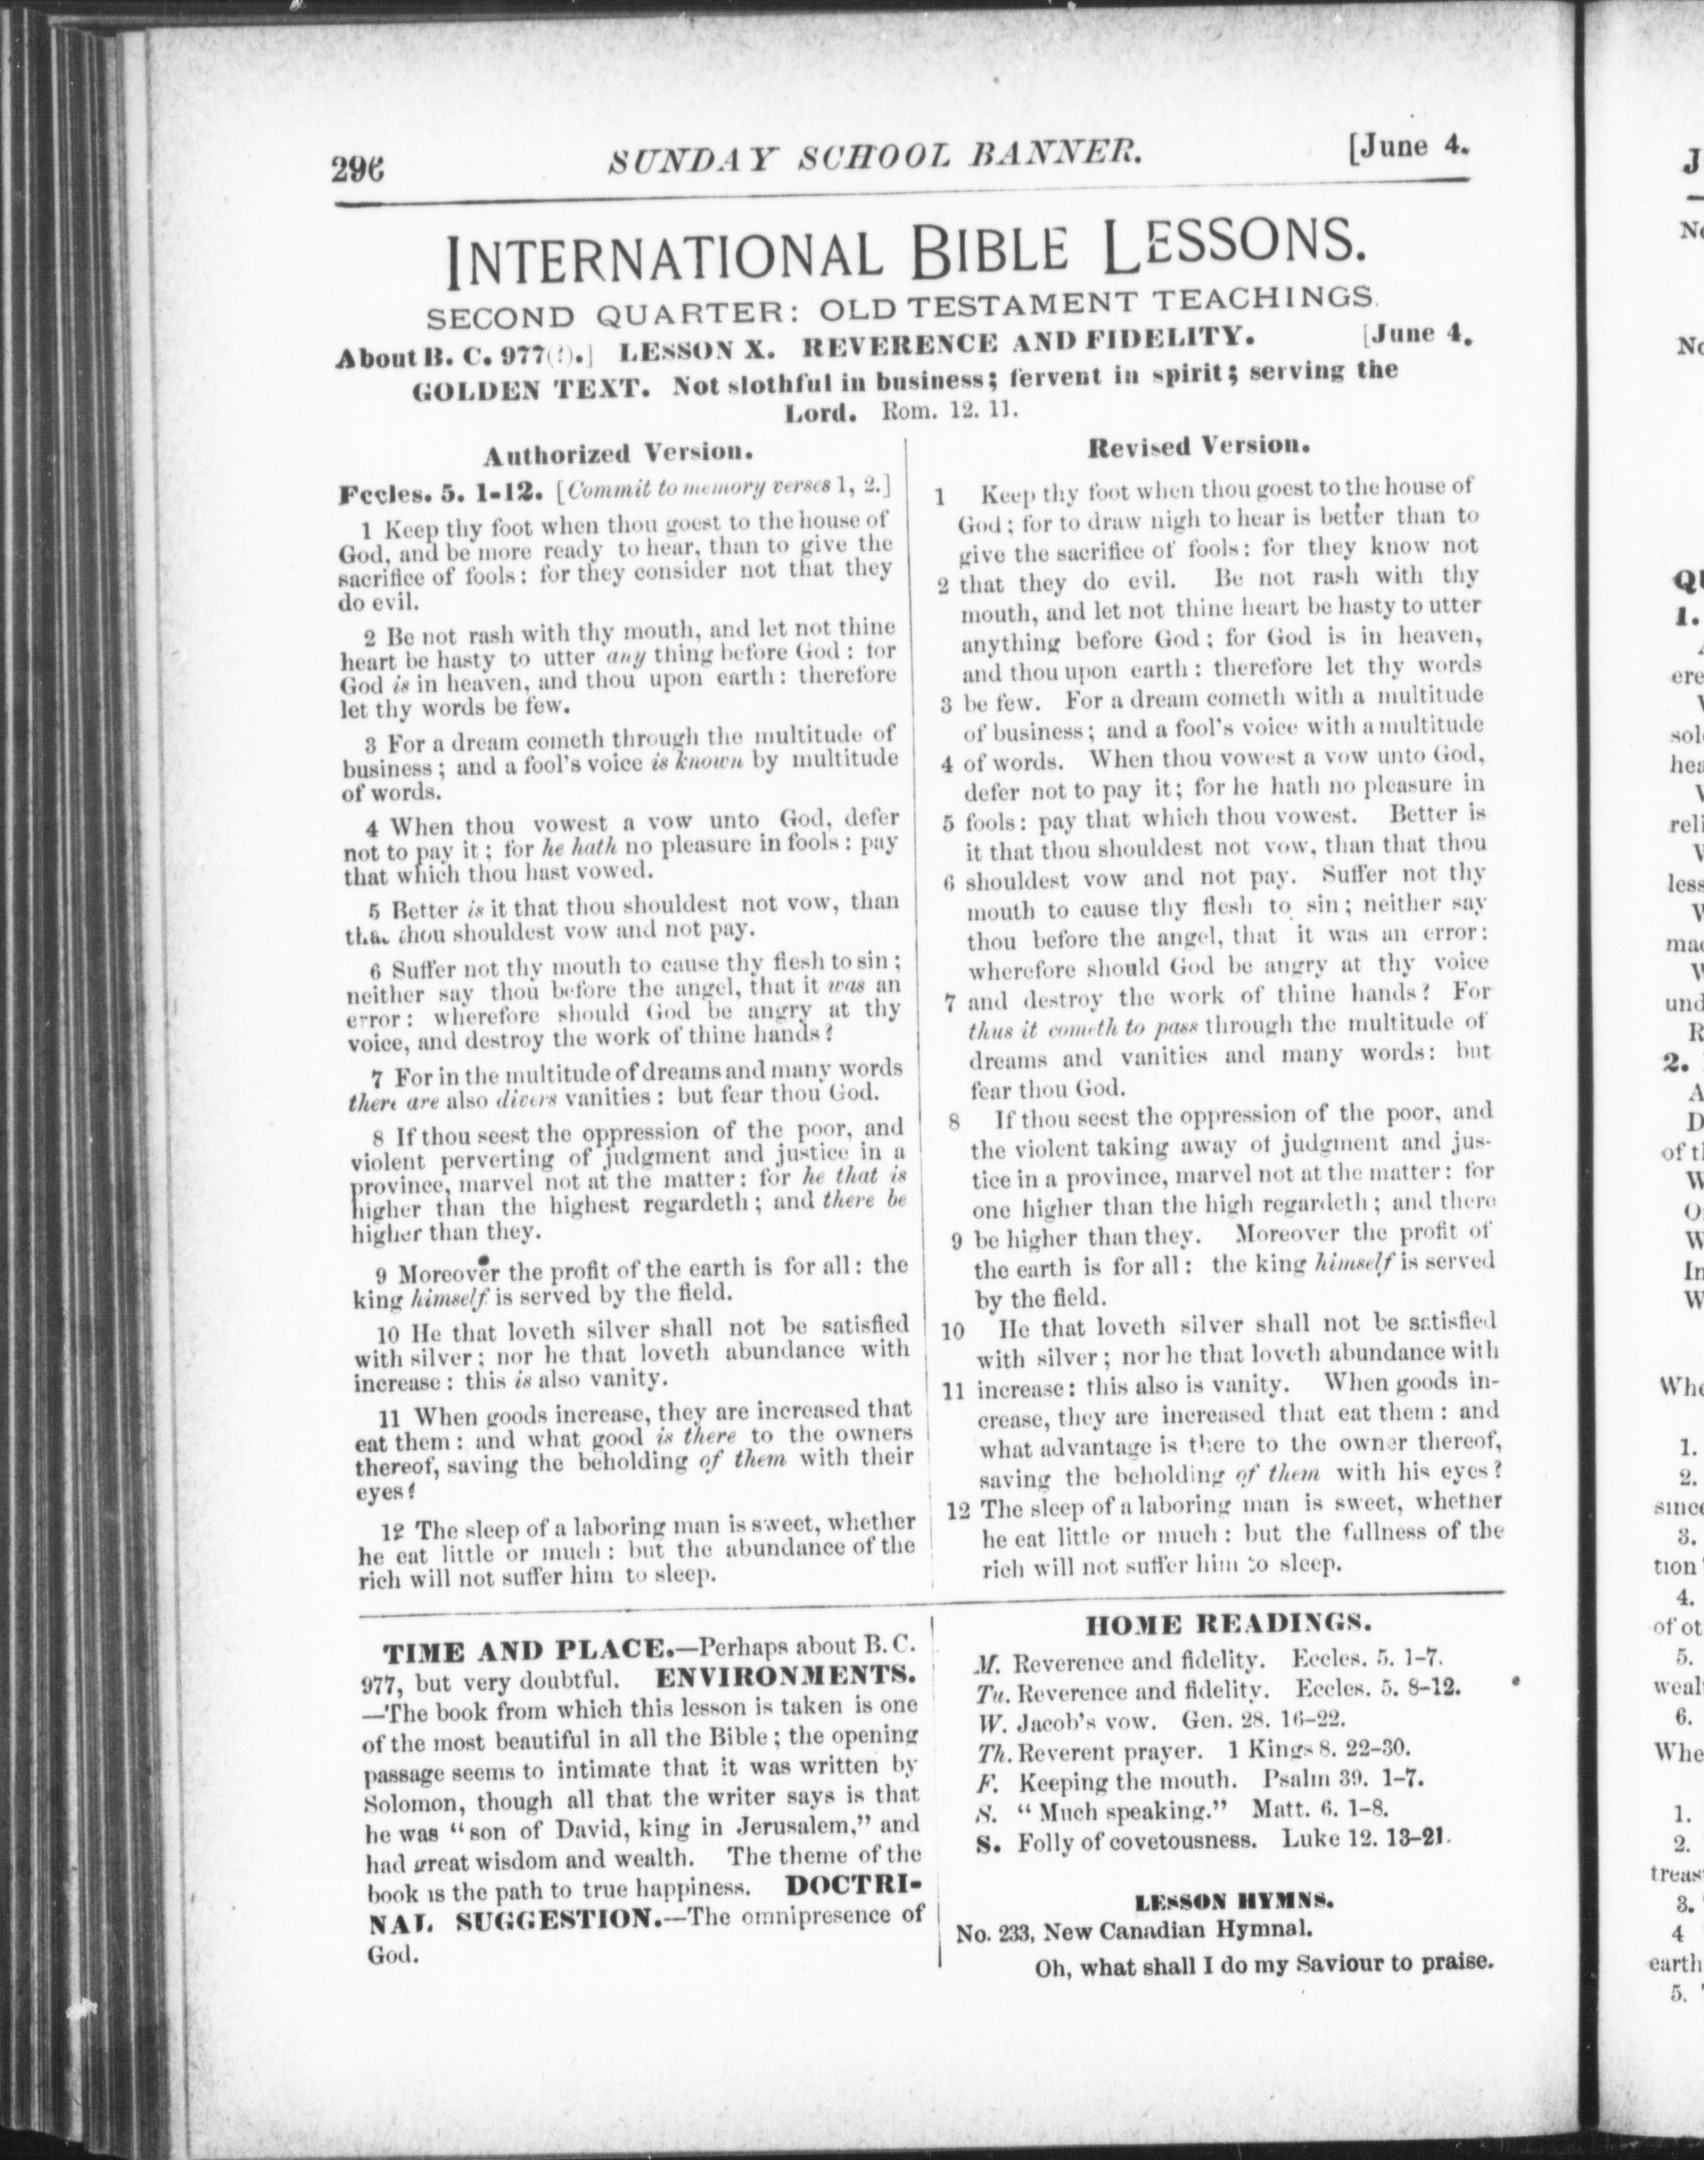 296 SUNDAY SCHOOL BANNER. [June 4.
INTERNATIONAL BIBLE LESSONS.
SECOND QUARTER: OLD TESTAMENT TEACHINGS.
About B. C. 977(?).] LESSON X. REVERENCE AND FIDELITY. [June 4.
GOLDEN TEXT. Not slothful in business; fervent in spirit; serving the
Lord. Rom. 12. 11.
Authorized Version.
Eccles. 5. 1-12. [Commit to memory verses 1, 2.]
1 Keep thy foot when thou goest to the house of
God, and be more ready to hear, than to give the
sacrifice of fools: for they consider not that they
do evil.
2 Be not rash with thy mouth, and let not thine
heart be hasty to utter any thing before God: for
God is in heaven, and thou upon earth: therefore
let thy words be few.
3 For a dream cometh through the multitude of
business; and a fool's voice is known by multitude
of words.
4 When thou vowest a vow unto God, defer
not to pay it; for he hath no pleasure in fools: pay
that which thou hast vowed.
5 Better is it that thou shouldest not vow, than
that thou shouldest vow and not pay.
6 Suffer not thy mouth to cause thy flesh to sin;
neither say thou before the angel, that it was an
error: wherefore should God be angry at thy
voice, and destroy the work of thine hands?
7 For in the multitude of dreams and many words
there are also divers vanities: but fear thou God.
8 If thou seest the oppression of the poor, and
violent perverting of judgment and justice in a
province, marvel not at the matter: for he that is
higher than the highest regardeth; and there be
higher than they.
9 Moreover the profit of the earth is for all: the
king himself is served by the field.
10 He that loveth silver shall not be satisfied
with silver; nor he that loveth abundance with
increase: this is also vanity.
11 When goods increase, they are increased that
eat them: and what good is there to the owners
thereof, saving the beholding of them with their
eyes?
12 The sleep of a laboring man is sweet, whether
he eat little or much: but the abundance of the
rich will not suffer him to sleep.
Revised Version.
1 Keep thy foot when thou goest to the house of
God; for to draw nigh to hear is better than to
give the sacrifice of fools: for they know not
2 that they do evil. Be not rash with thy
mouth, and let not thine heart be hasty to utter
anything before God; for God is in heaven,
and thou upon earth: therefore let thy words
3 be few. For a dream cometh with a multitude
of business; and a fool's voice with a multitude
4 of words. When thou vowest a vow unto God,
defer not to pay it; for he hath no pleasure in
5 fools: pay that which thou vowest. Better is
it that thou shouldest not vow, than that thou
6 shouldest vow and not pay. Suffer not thy
mouth to cause thy flesh to sin; neither say
thou before the angel, that it was an error:
wherefore should God be angry at thy voice
7 and destroy the work of thine hands? For
thus it cometh to pass through the multitude of
dreams and vanities and many words: but
fear thou God.
8 If thou seest the oppression of the poor, and
the violent taking away of judgment and jus-
tice in a province, marvel not at the matter: for
one higher than the high regardeth; and there
9 be higher than they. Moreover the profit of
the earth is for all: the king himself is served
by the field.
10 He that loveth silver shall not be satisfied
with silver; nor he that loveth abundance with
11 increase: this also is vanity. When goods in-
crease, they are increased that eat them: and
what advantage is there to the owner thereof,
saving the beholding of them with his eyes?
12 The sleep of a laboring man is sweet, whether
he eat little or much: but the fullness of the
rich will not suffer him to sleep.
TIME AND PLACE.—Perhaps about B. C.
977, but very doubtful. ENVIRONMENTS.
—The book from which this lesson is taken is one
of the most beautiful in all the Bible; the opening
passage seems to intimate that it was written by
Solomon, though all that the writer says is that
he was "son of David, king in Jerusalem," and
had great wisdom and wealth. The theme of the
book is the path to true happiness. DOCTRI-
NAL SUGGESTION.—The omnipresence of
God.
HOME READINGS.
M. Reverence and fidelity. Eccles. 5. 1-7.
Tu. Reverence and fidelity. Eccles. 5. 8-12.
W. Jacob's vow. Gen. 28. 16-22.
Th. Reverent prayer. 1 Kings 8. 22-30.
F. Keeping the mouth. Psalm 39. 1-7.
S. "Much speaking." Matt. 6. 1-8.
S. Folly of covetousness. Luke 12. 13-21.
LESSON HYMNS.
No. 233, New Canadian Hymnal.
Oh, what shall I do my Saviour to praise.